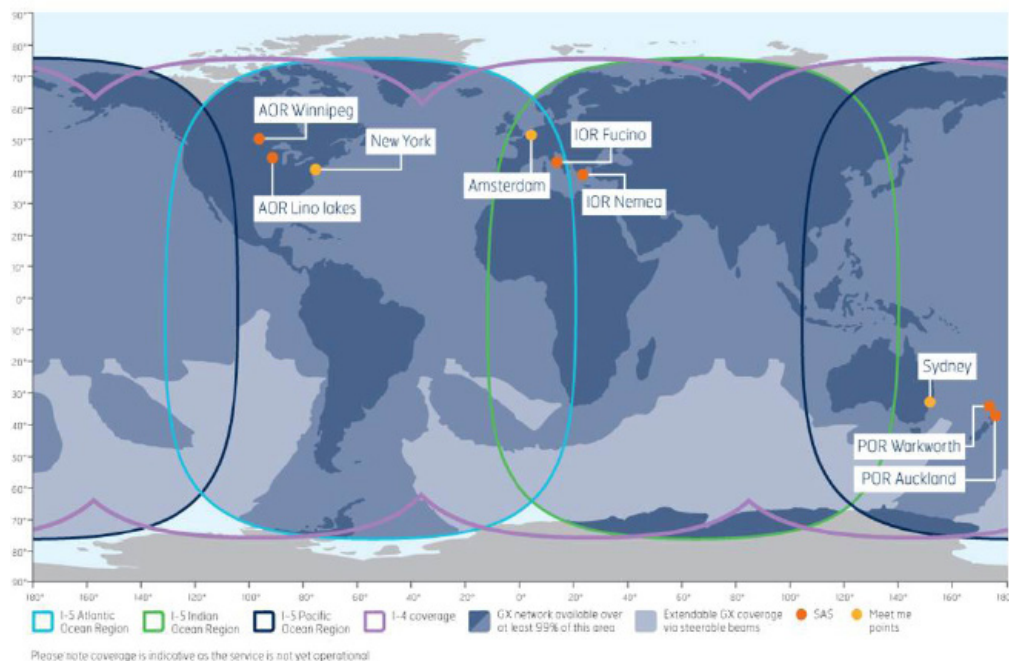 90°
80°
70°
60°
50°
40°
30°
20°
10°
0°
10°
20°
30°
40°
50°
60°
70°
80°
90°
AOR Winnipeg
New York
AOR Lino lakes
Amsterdam
IOR Fucino
IOR Nemea
Sydney
POR Warkworth
POR Auckland
180° 160° 140° 120° 100° 80° 60° 40° 20° 0° 20° 40° 60° 80° 100° 120° 140° 160° 180
I-5 Atlantic
Ocean Region
I-5 Indian
Ocean Region
I-5 Pacific
Ocean Region
I-4 coverage
GX network available over
at least 99% of this area
Extendable GX coverage
via steerable beams
SAS
Meet me
points
Please note coverage is indicative as the service is not yet operational